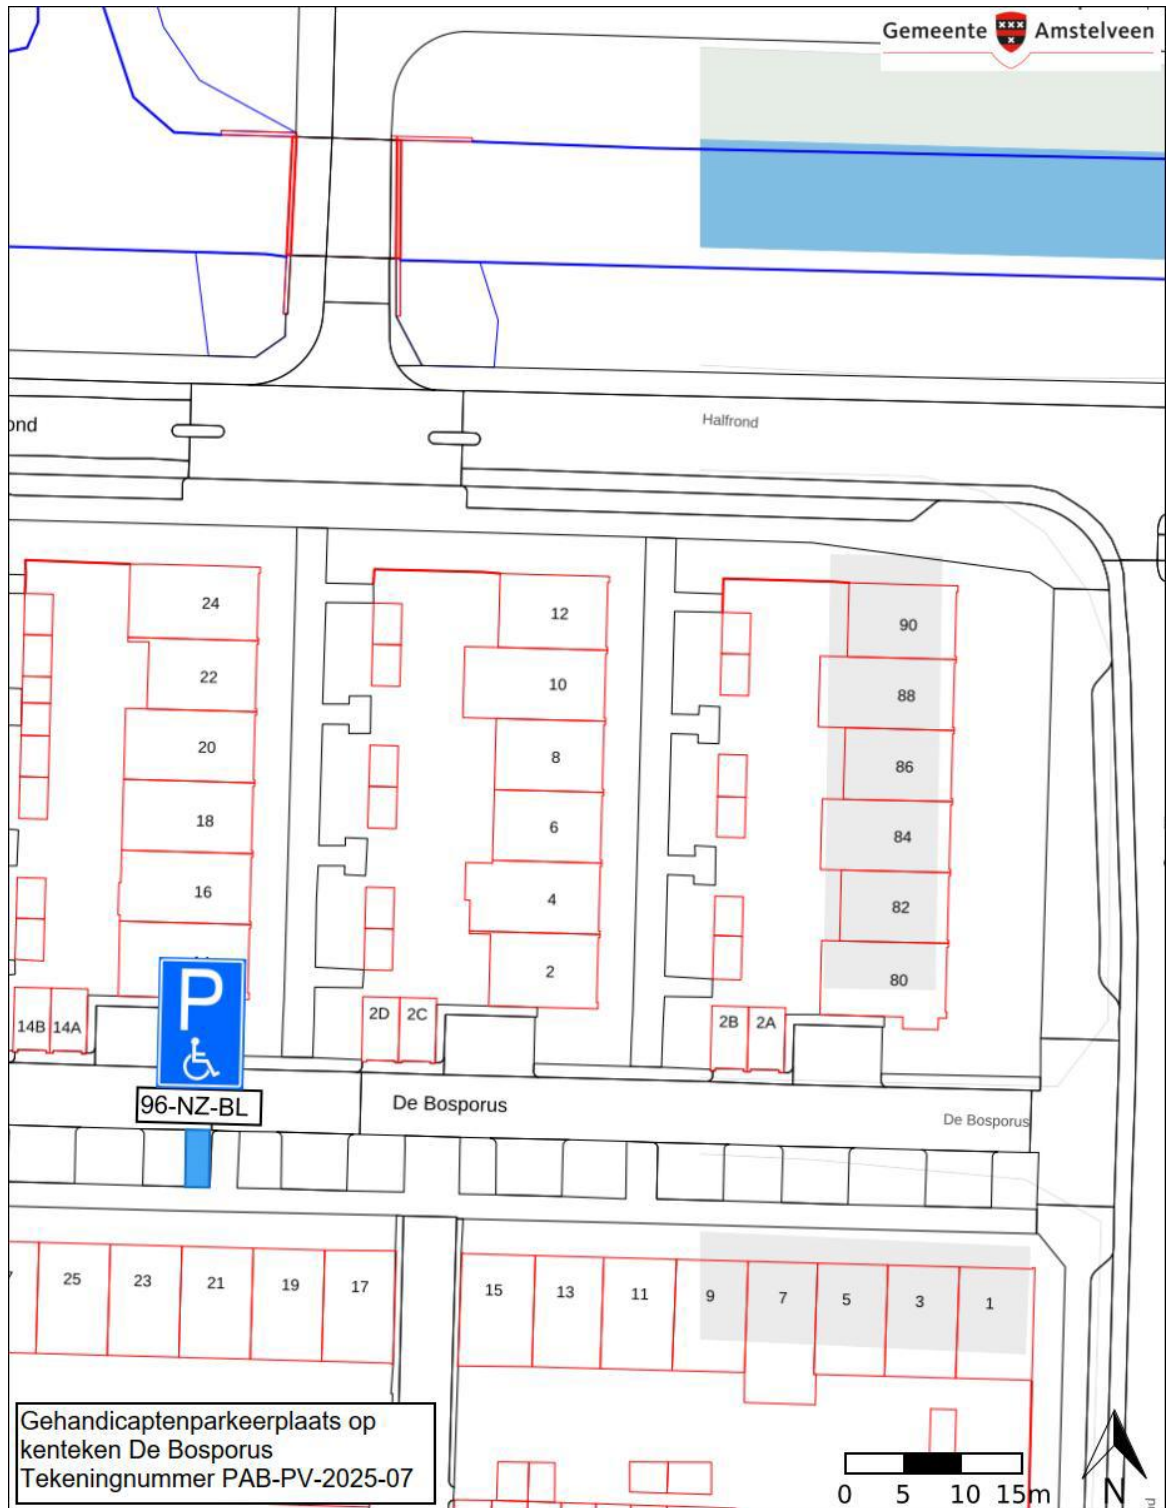 Gemeente Amstelveen
ond
Halfrond
24
12
90
22
10
88
20
8
86
18
6
84
16
4
82
2
80
14B 14A
2D 2C
2B 2A
P
96-NZ-BL
De Bosporus
De Bosporus
25 23 21 19 17
15 13 11 9 7 5 3 1
Gehandicaptenparkeerplaats op
kenteken De Bosporus
Tekeningnummer PAB-PV-2025-07
0 5 10 15m
N